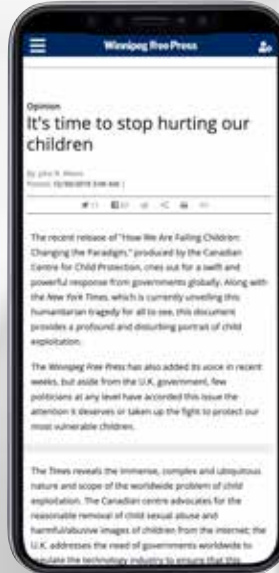 Winnipeg Free Press
Opinion
It's time to stop hurting our
children
By: John R.
Posted:
The recent release of "How We Are Failing Children:
Changing the Paradigm," produced by the Canadian
Centre for Child Protection, cries out for a swift and
powerful response from governments globally. Along with
the New York Times, which is currently unveiling this
humanitarian tragedy for all to see, this document
provides a profound and disturbing portrait of child
exploitation.
The Winnipeg Free Press has also added its voice in recent
weeks, but aside from the U.K. government, few
politicians at any level have accorded this issue the
attention it deserves or taken up the fight to protect our
most vulnerable children.
The Times reveals the immense, complex and ubiquitous
nature and scope of the worldwide problem of child
exploitation. The Canadian centre advocates for the
reasonable removal of child sexual abuse and
harmful/abusive images of children from the internet; the
U.K. addresses the need of governments worldwide to
regulate the technology industry to ensure that this